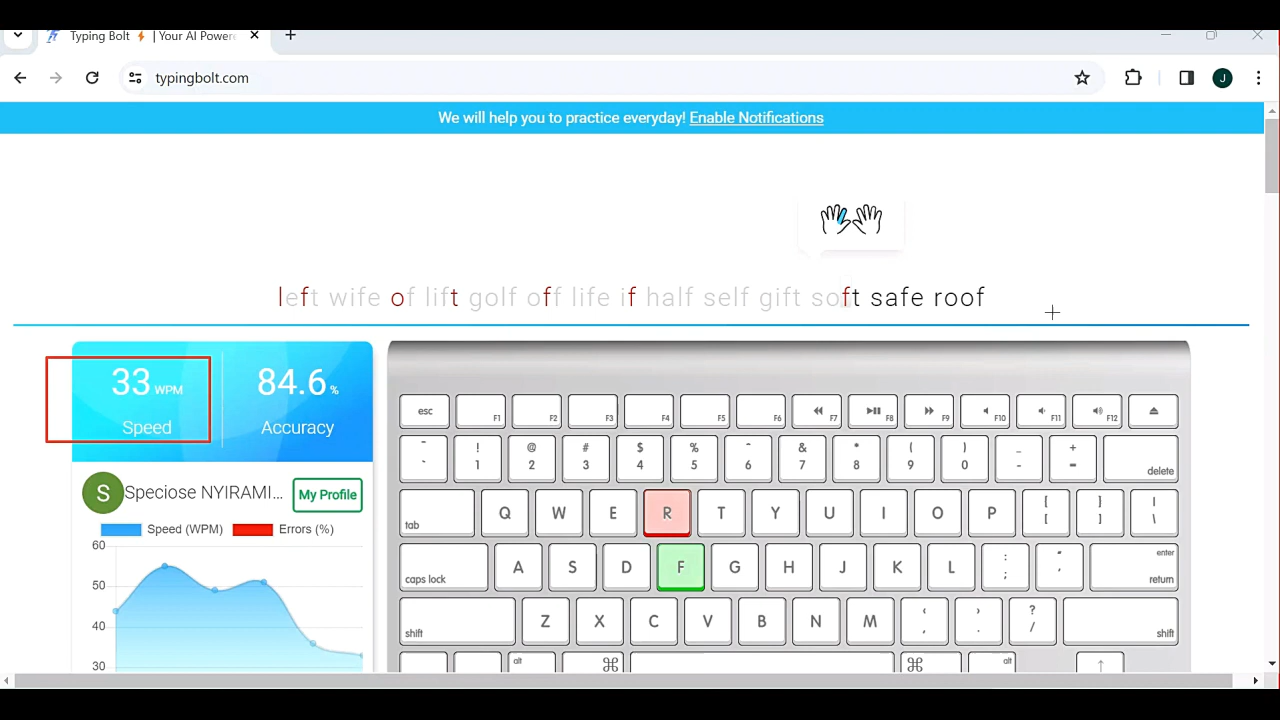 Typing Bolt ⚡ | Your AI Powere
typingbolt.com
J
We will help you to practice everyday! Enable Notifications
left wife of lift golf off life if half self gift soft safe roof
33 WPM
Speed
84.6 %
Accuracy
S
Speciose NYIRAMI...
My Profile
Speed (WPM)
Errors (%)
60
50
40
30
esc F1 F2 F3 F4 F5 F6 F7 F8 F9 F10 F11 F12
~ ! @ # $ % ^ & * ( ) _ +
` 1 2 3 4 5 6 7 8 9 0 - = delete
tab Q W E R T Y U I O P [ [ ] ] | \
caps lock A S D F G H J K L : ; " ' enter return
shift Z X C V B N M ‹ , › . ? / shift
alt ⌘ ⌘ alt